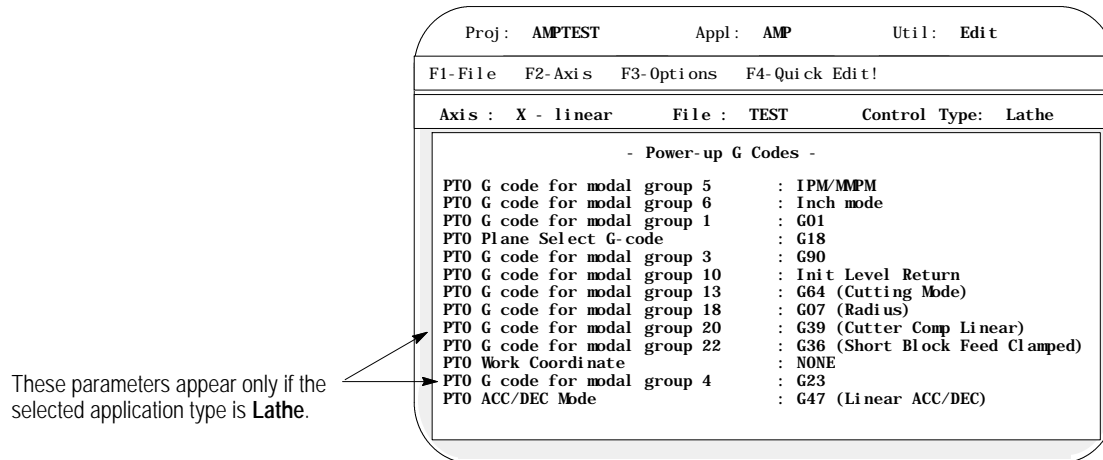 Proj: AMPTEST Appl: AMP Util: Edit
F1-File F2-Axis F3-Options F4-Quick Edit!
Axis : X - linear File : TEST Control Type: Lathe
- Power-up G Codes -
PTO G code for modal group 5 : IPM/MMPM
PTO G code for modal group 6 : Inch mode
PTO G code for modal group 1 : G01
PTO Plane Select G-code : G18
PTO G code for modal group 3 : G90
PTO G code for modal group 10 : Init Level Return
PTO G code for modal group 13 : G64 (Cutting Mode)
PTO G code for modal group 18 : G07 (Radius)
PTO G code for modal group 20 : G39 (Cutter Comp Linear)
PTO G code for modal group 22 : G36 (Short Block Feed Clamped)
PTO Work Coordinate : NONE
PTO G code for modal group 4 : G23
PTO ACC/DEC Mode : G47 (Linear ACC/DEC)
These parameters appear only if the
selected application type is Lathe.